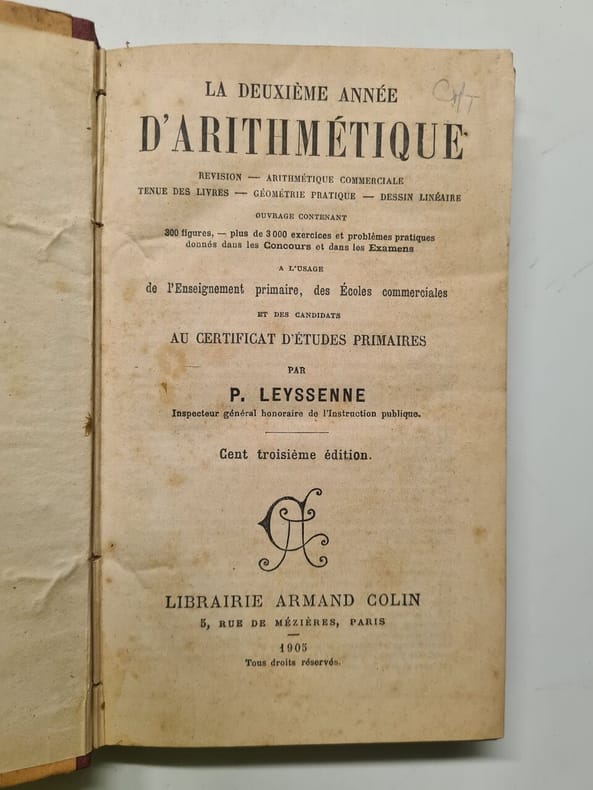 LA DEUXIÈME ANNÉE
D'ARITHMÉTIQUE
REVISION — ARITHMÉTIQUE COMMERCIALE
TENUE DES LIVRES — GÉOMÉTRIE PRATIQUE — DESSIN LINÉAIRE
OUVRAGE CONTENANT
300 figures, — plus de 3000 exercices et problèmes pratiques
donnés dans les Concours et dans les Examens
A L'USAGE
de l'Enseignement primaire, des Écoles commerciales
ET DES CANDIDATS
AU CERTIFICAT D'ÉTUDES PRIMAIRES
PAR
P. LEYSSENNE
Inspecteur général honoraire de l'Instruction publique.
Cent troisième édition.
LIBRAIRIE ARMAND COLIN
5, RUE DE MÉZIÈRES, PARIS
1905
Tous droits réservés.